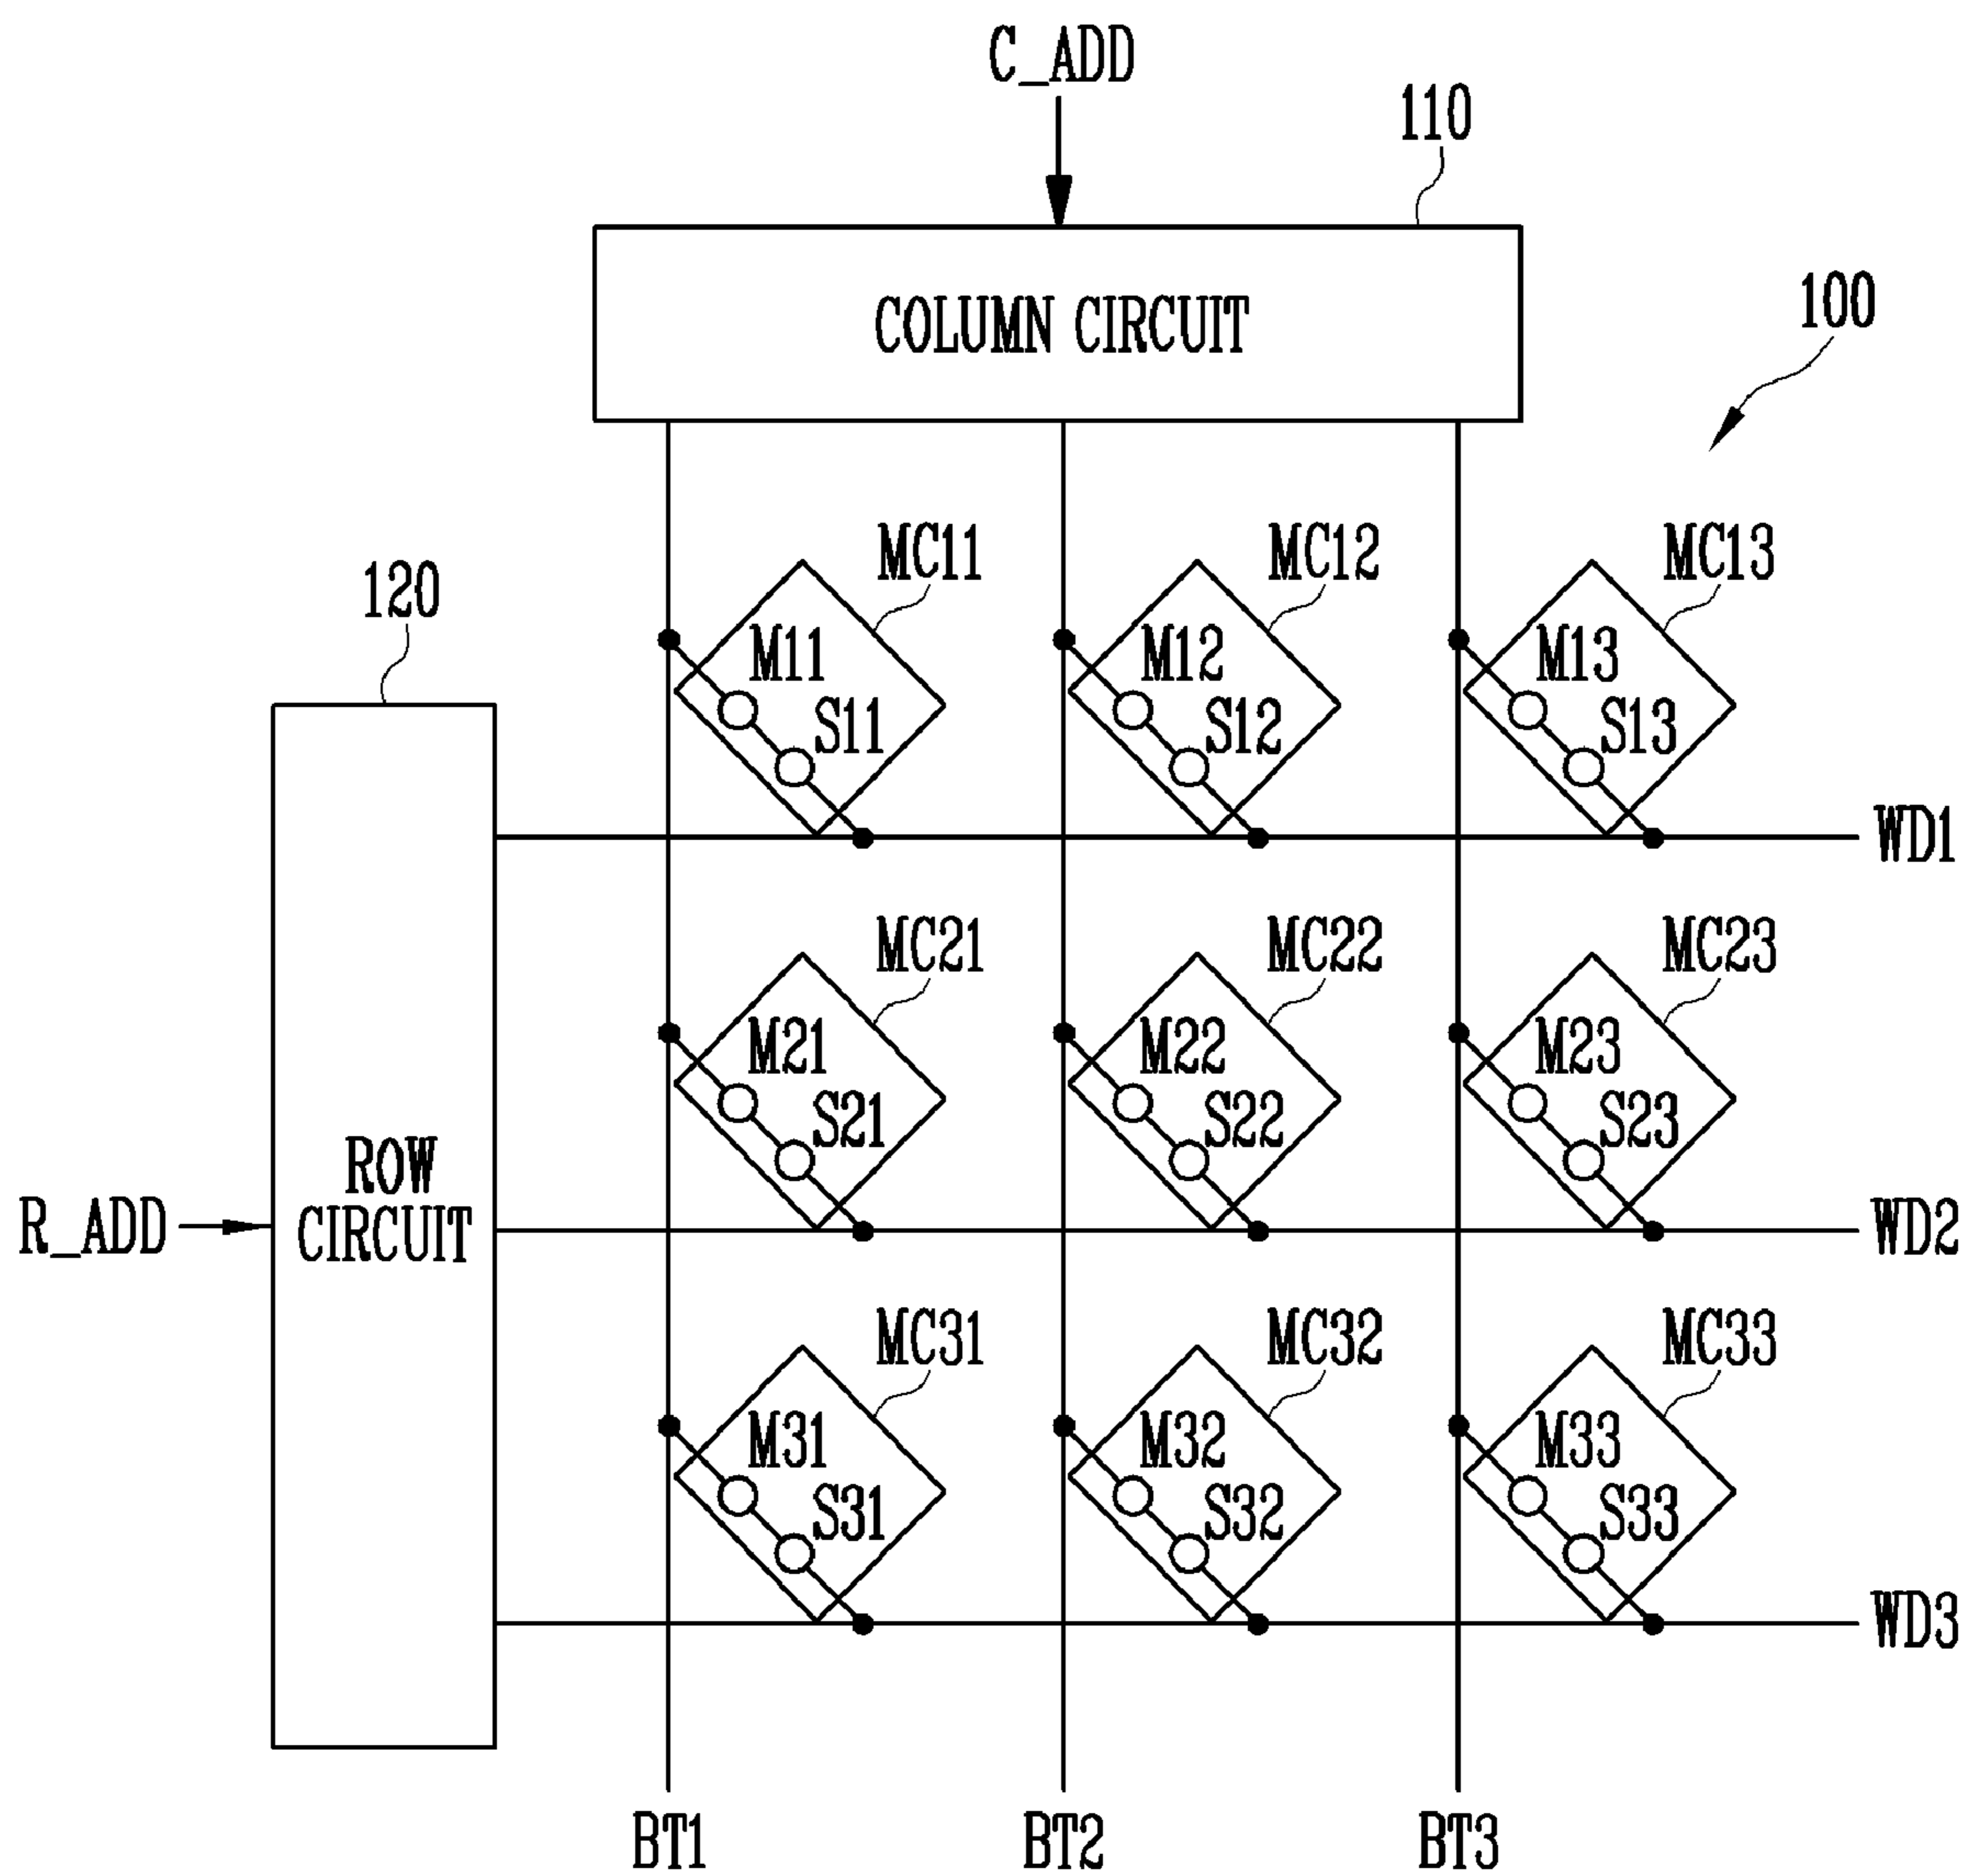 C_ADD
110
COLUMN CIRCUIT
100
MC11
MC12
MC13
120
M11
M12
M13
S11
S12
S13
WD1
MC21
MC22
MC23
M21
M22
M23
S21
S22
S23
ROW
CIRCUIT
R_ADD
WD2
MC31
MC32
MC33
M31
M32
M33
S31
S32
S33
WD3
BT1
BT2
BT3